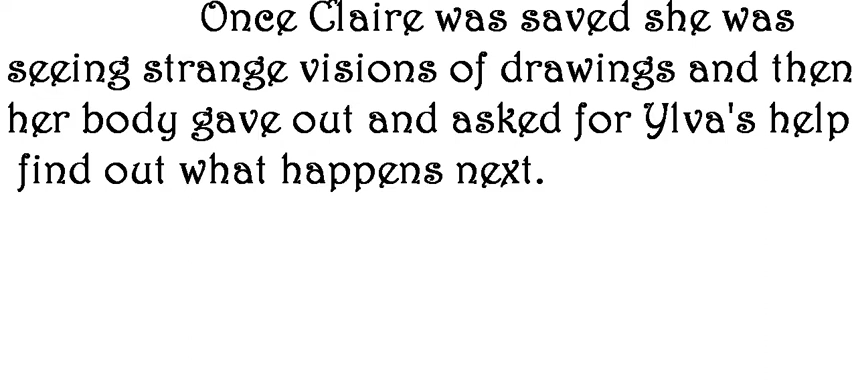 Once Claire was saved she was
seeing strange visions of drawings and then
her body gave out and asked for Ylva's help
find out what happens next.